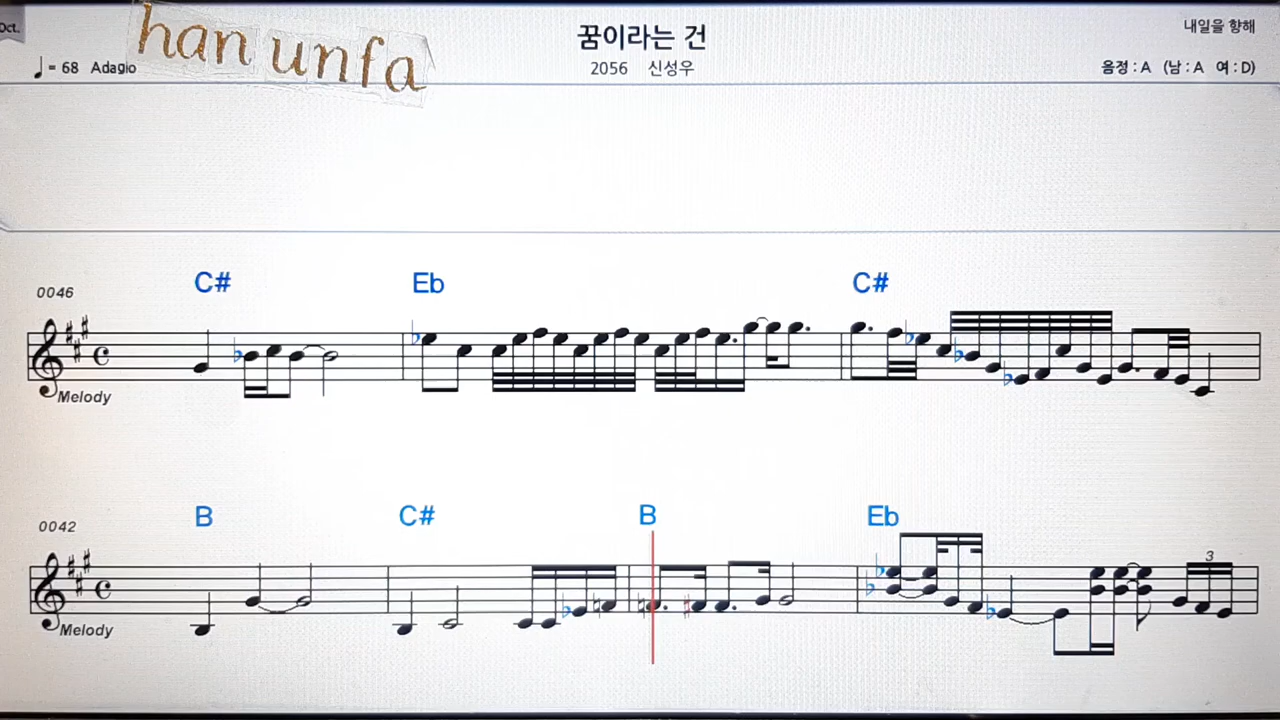 Oct.
han unfa
♩ = 68 Adagio
꿈이라는 건
2056 신성우
내일을 향해
음정 : A (남 : A 여 : D)
C# Eb C#
0046
Melody
B C# B Eb
0042
3
Melody